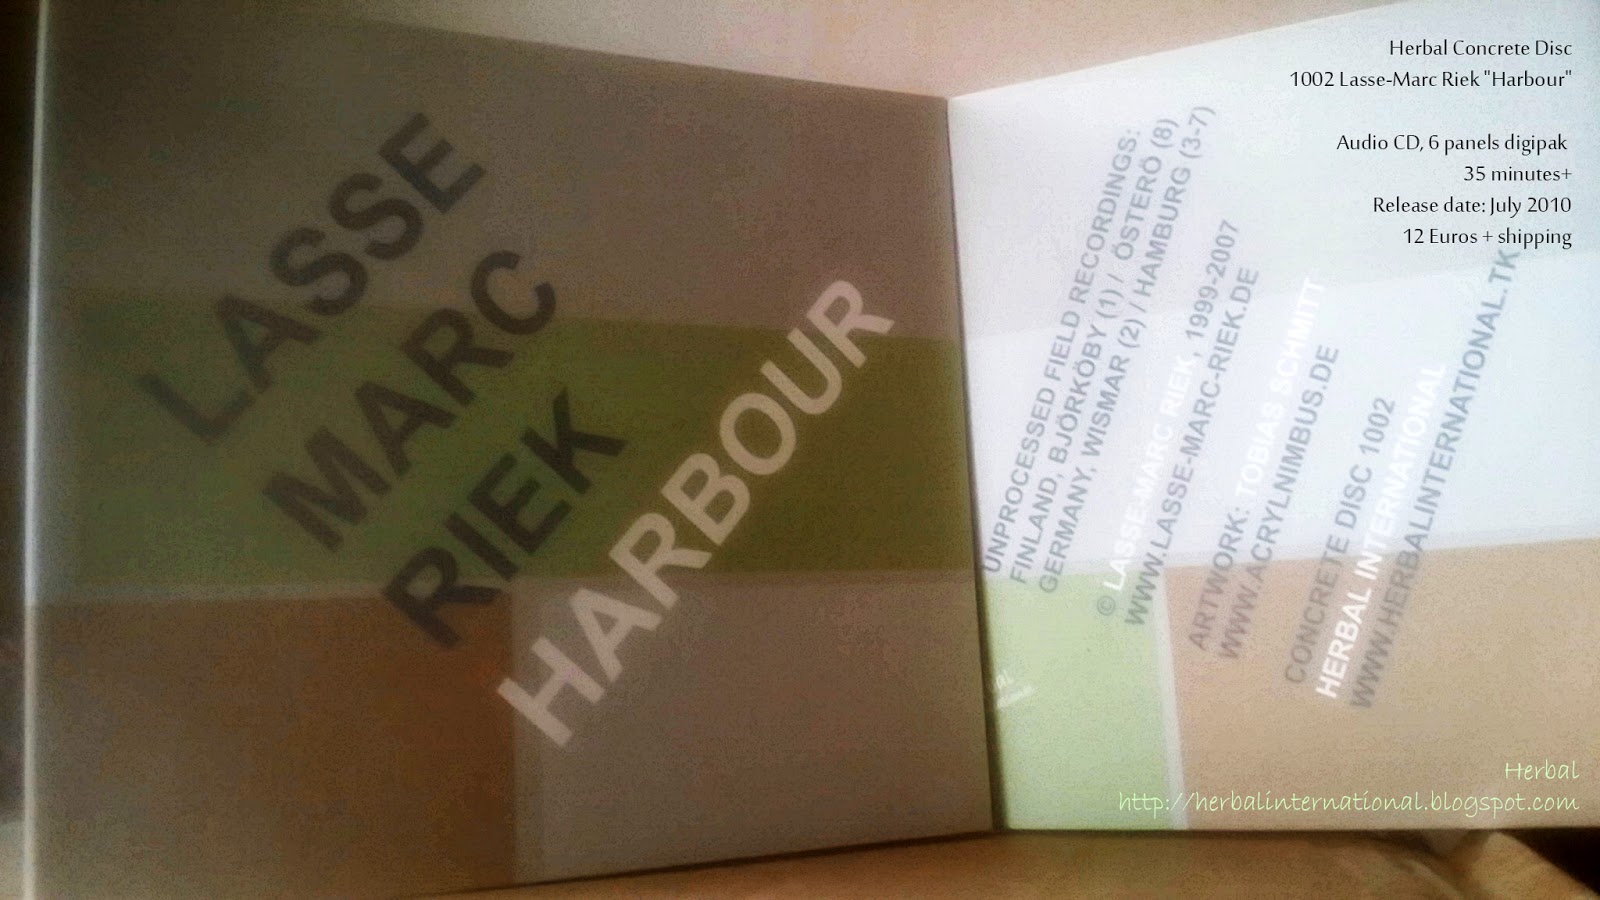 LASSE
MARC
RIEK
HARBOUR
UNPROCESSED FIELD RECORDINGS:
FINLAND, BJÖRKÖBY (1) / ÖSTERÖ (8)
GERMANY, WISMAR (2) / HAMBURG (3-7)
© LASSE-MARC RIEK, 1999-2007
WWW.LASSE-MARC-RIEK.DE
ARTWORK: TOBIAS SCHMITT
WWW.ACRYLNIMBUS.DE
CONCRETE DISC 1002
HERBAL INTERNATIONAL
WWW.HERBALINTERNATIONAL.TK
Herbal Concrete Disc
1002 Lasse-Marc Riek "Harbour"
Audio CD, 6 panels digipak
35 minutes+
Release date: July 2010
12 Euros + shipping
Herbal
http://herbalinternational.blogspot.com